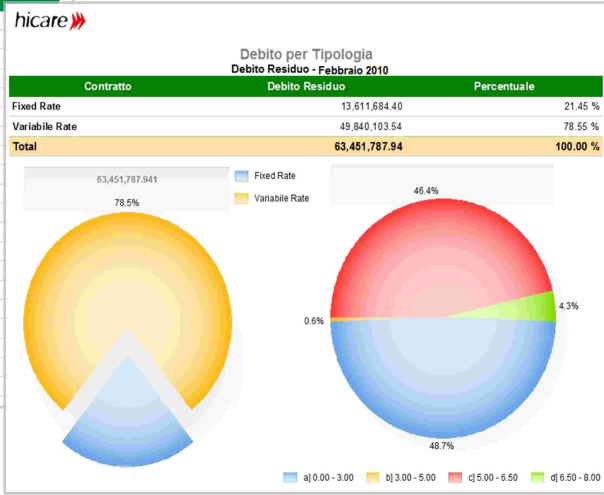 hicare
Debito per Tipologia
Debito Residuo - Febbraio 2010
Contratto Debito Residuo Percentuale
Fixed Rate 13,611,684.40 21.45 %
Variabile Rate 49,840,103.54 78.55 %
Total 63,451,787.94 100.00 %
63,451,787.941
Fixed Rate
Variabile Rate
78.5%
46.4%
4.3%
0.6%
48.7%
a] 0.00 - 3.00 b] 3.00 - 5.00 c] 5.00 - 6.50 d] 6.50 - 8.00